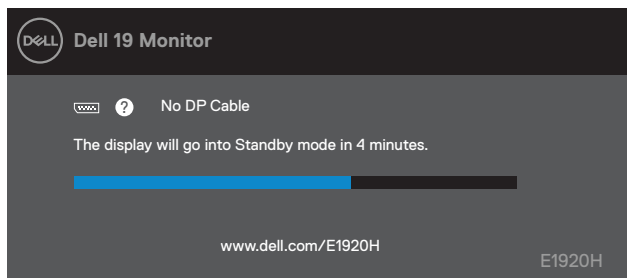 DELL Dell 19 Monitor
? No DP Cable
The display will go into Standby mode in 4 minutes.
www.dell.com/E1920H
E1920H